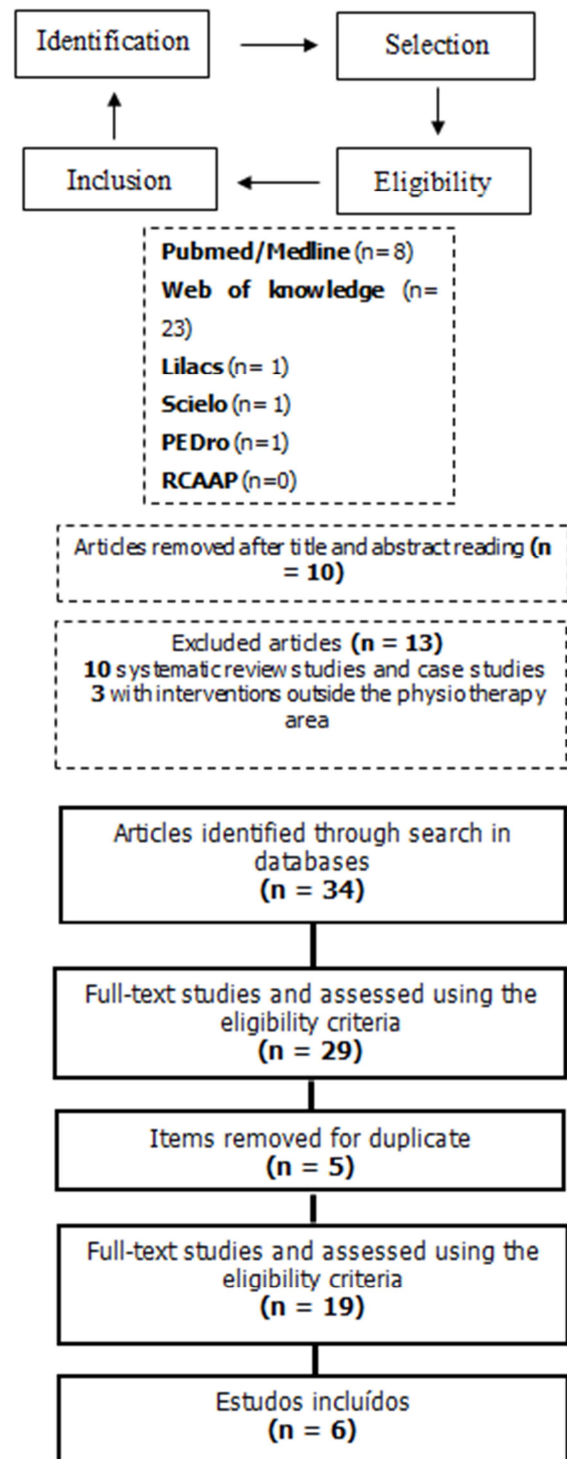 Identification
Selection
Inclusion
Eligibility
Pubmed/Medline (n= 8)
Web of knowledge (n=
23)
Lilacs (n= 1)
Scielo (n= 1)
PEDro (n=1)
RCAAP (n=0)
Articles removed after title and abstract reading (n
= 10)
Excluded articles (n = 13)
10 systematic review studies and case studies
3 with interventions outside the physiotherapy
area
Articles identified through search in
databases
(n = 34)
Full-text studies and assessed using the
eligibility criteria
(n = 29)
Items removed for duplicate
(n = 5)
Full-text studies and assessed using the
eligibility criteria
(n = 19)
Estudos incluídos
(n = 6)